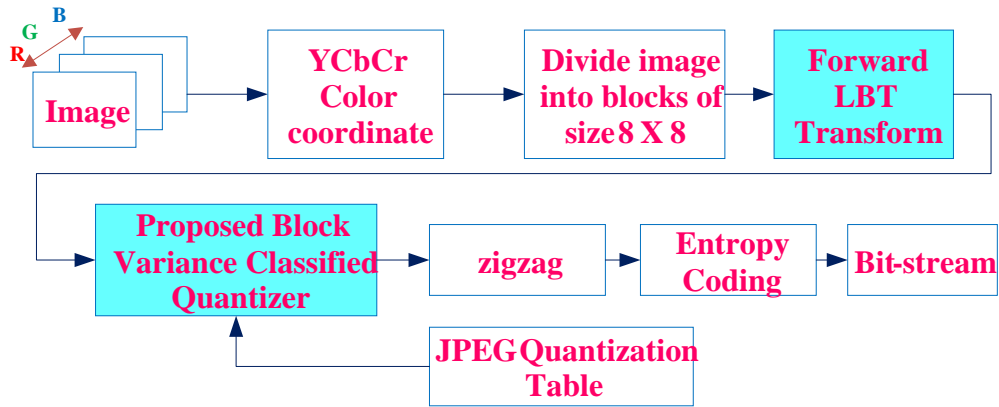 B
G
R
Image
YCbCr
Color
coordinate
Divide image
into blocks of
size 8 X 8
Forward
LBT
Transform
Proposed Block
Variance Classified
Quantizer
zigzag
Entropy
Coding
Bit-stream
JPEG Quantization
Table